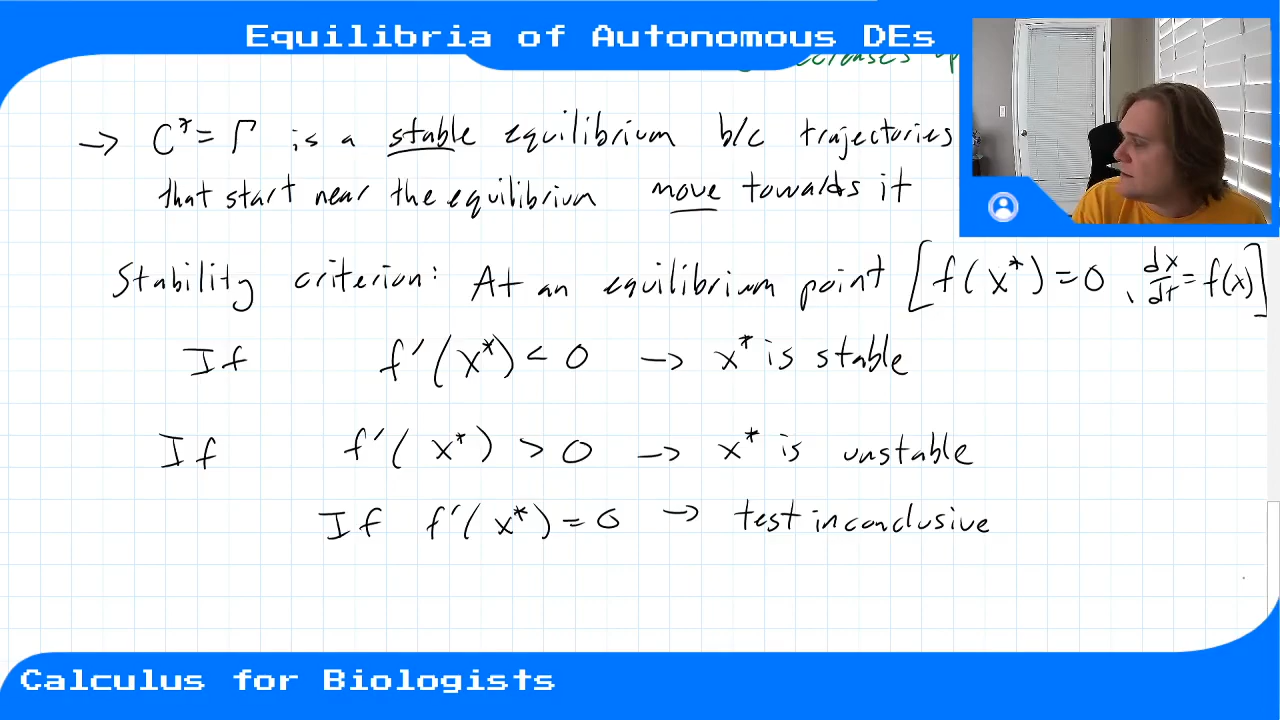 Equilibria of Autonomous DEs
→ C* = Γ is a stable equilibrium b/c trajectories
that start near the equilibrium move towards it
Stability criterion: At an equilibrium point [f(x*) = 0, dx/dt = f(x)]
If f'(x*) < 0 → x* is stable
If f'(x*) > 0 → x* is unstable
If f'(x*) = 0 → test inconclusive
Calculus for Biologists